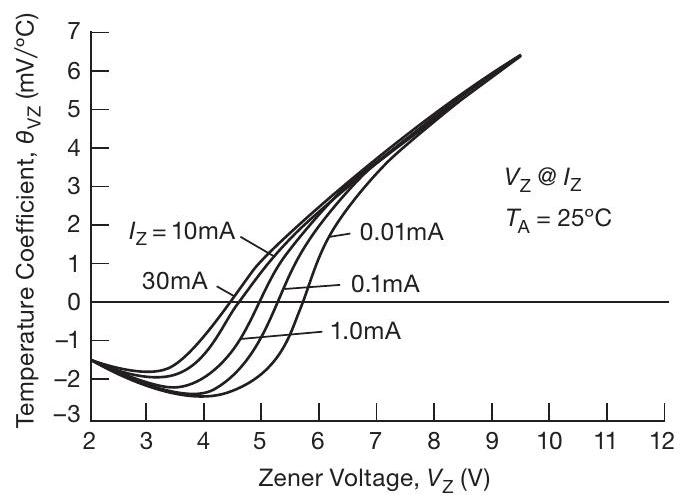 Temperature Coefficient, θVZ (mV/°C)
7
6
5
4
3
2
1
0
–1
–2
–3
VZ @ IZ
TA = 25°C
IZ = 10mA
0.01mA
30mA
0.1mA
1.0mA
2 3 4 5 6 7 8 9 10 11 12
Zener Voltage, VZ (V)